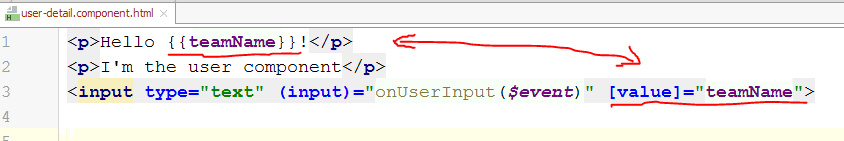 user-detail.component.html
1 <p>Hello {{teamName}}!</p>
2 <p>I'm the user component</p>
3 <input type="text" (input)="onUserInput($event)" [value]="teamName">
4
5